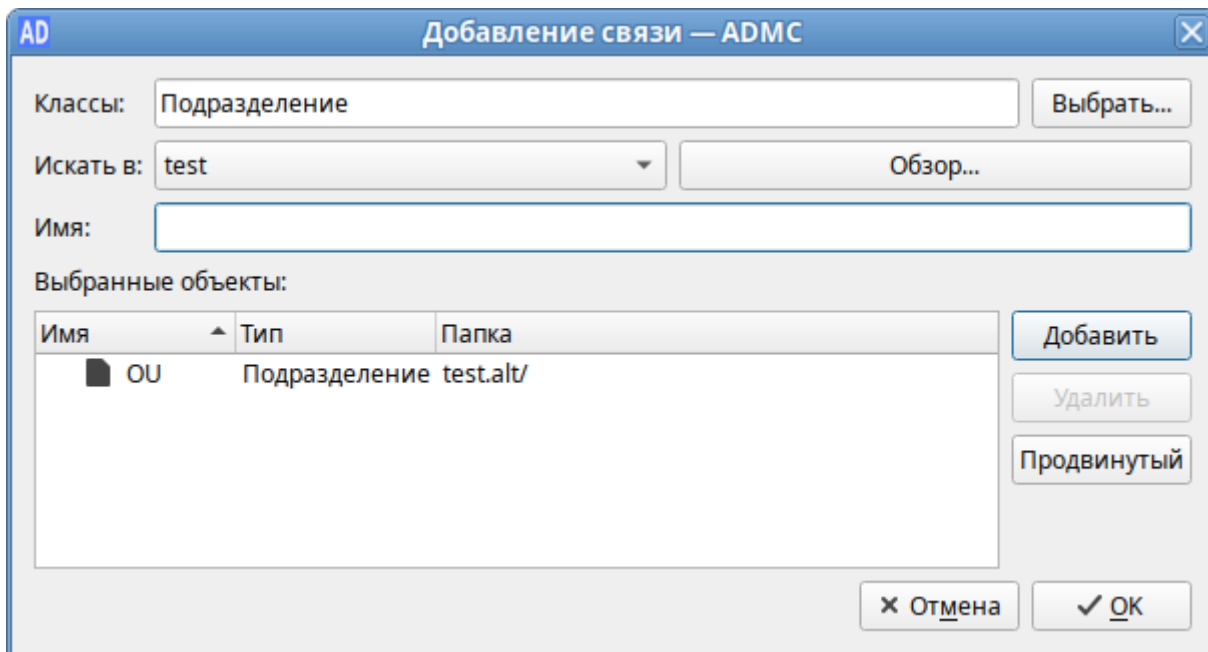 AD Добавление связи — ADMC
Классы: Подразделение Выбрать...
Искать в: test Обзор...
Имя:
Выбранные объекты:
Имя Тип Папка Добавить
OU Подразделение test.alt/
Удалить
Продвинутый
Отмена OK